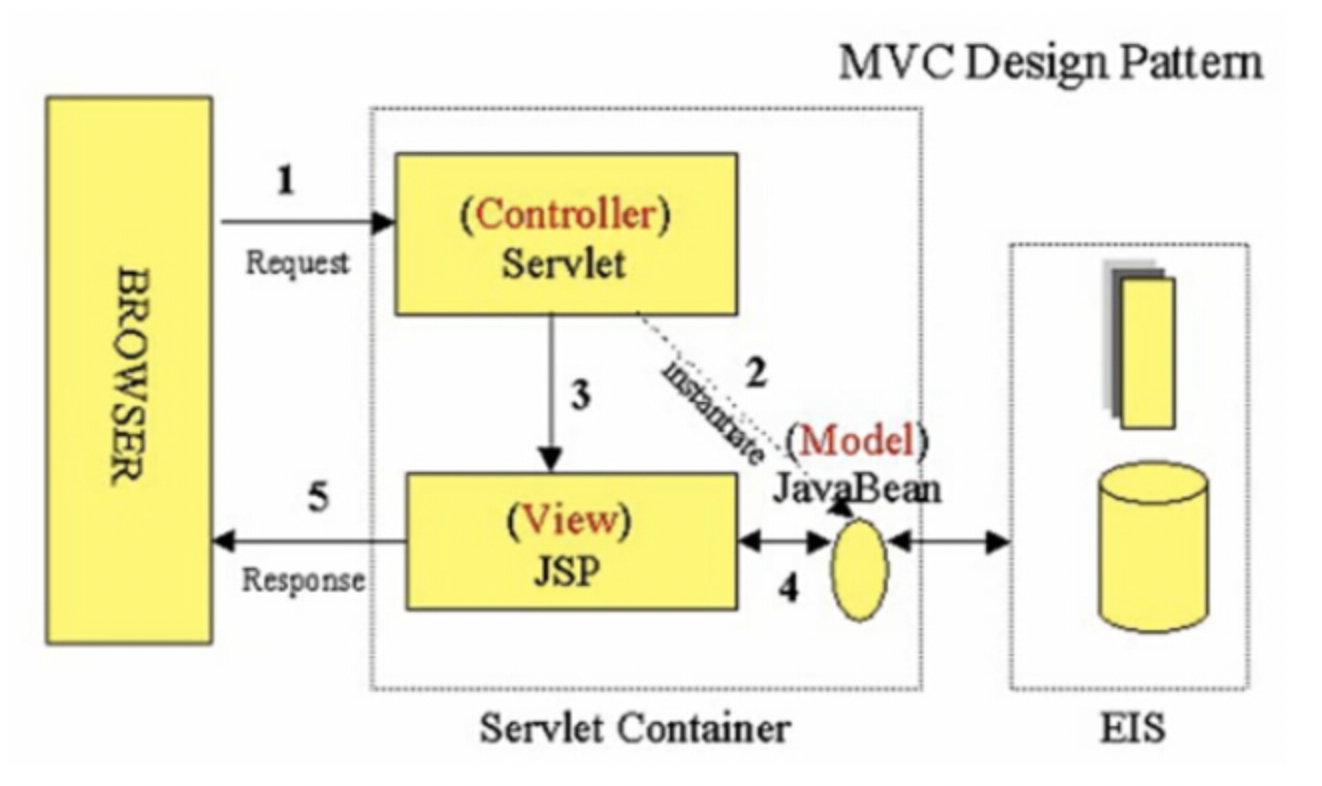 MVC Design Pattern
BROWSER
1
Request
(Controller)
Servlet
2
instantiate
3
(Model)
JavaBean
(View)
JSP
4
5
Response
Servlet Container
EIS